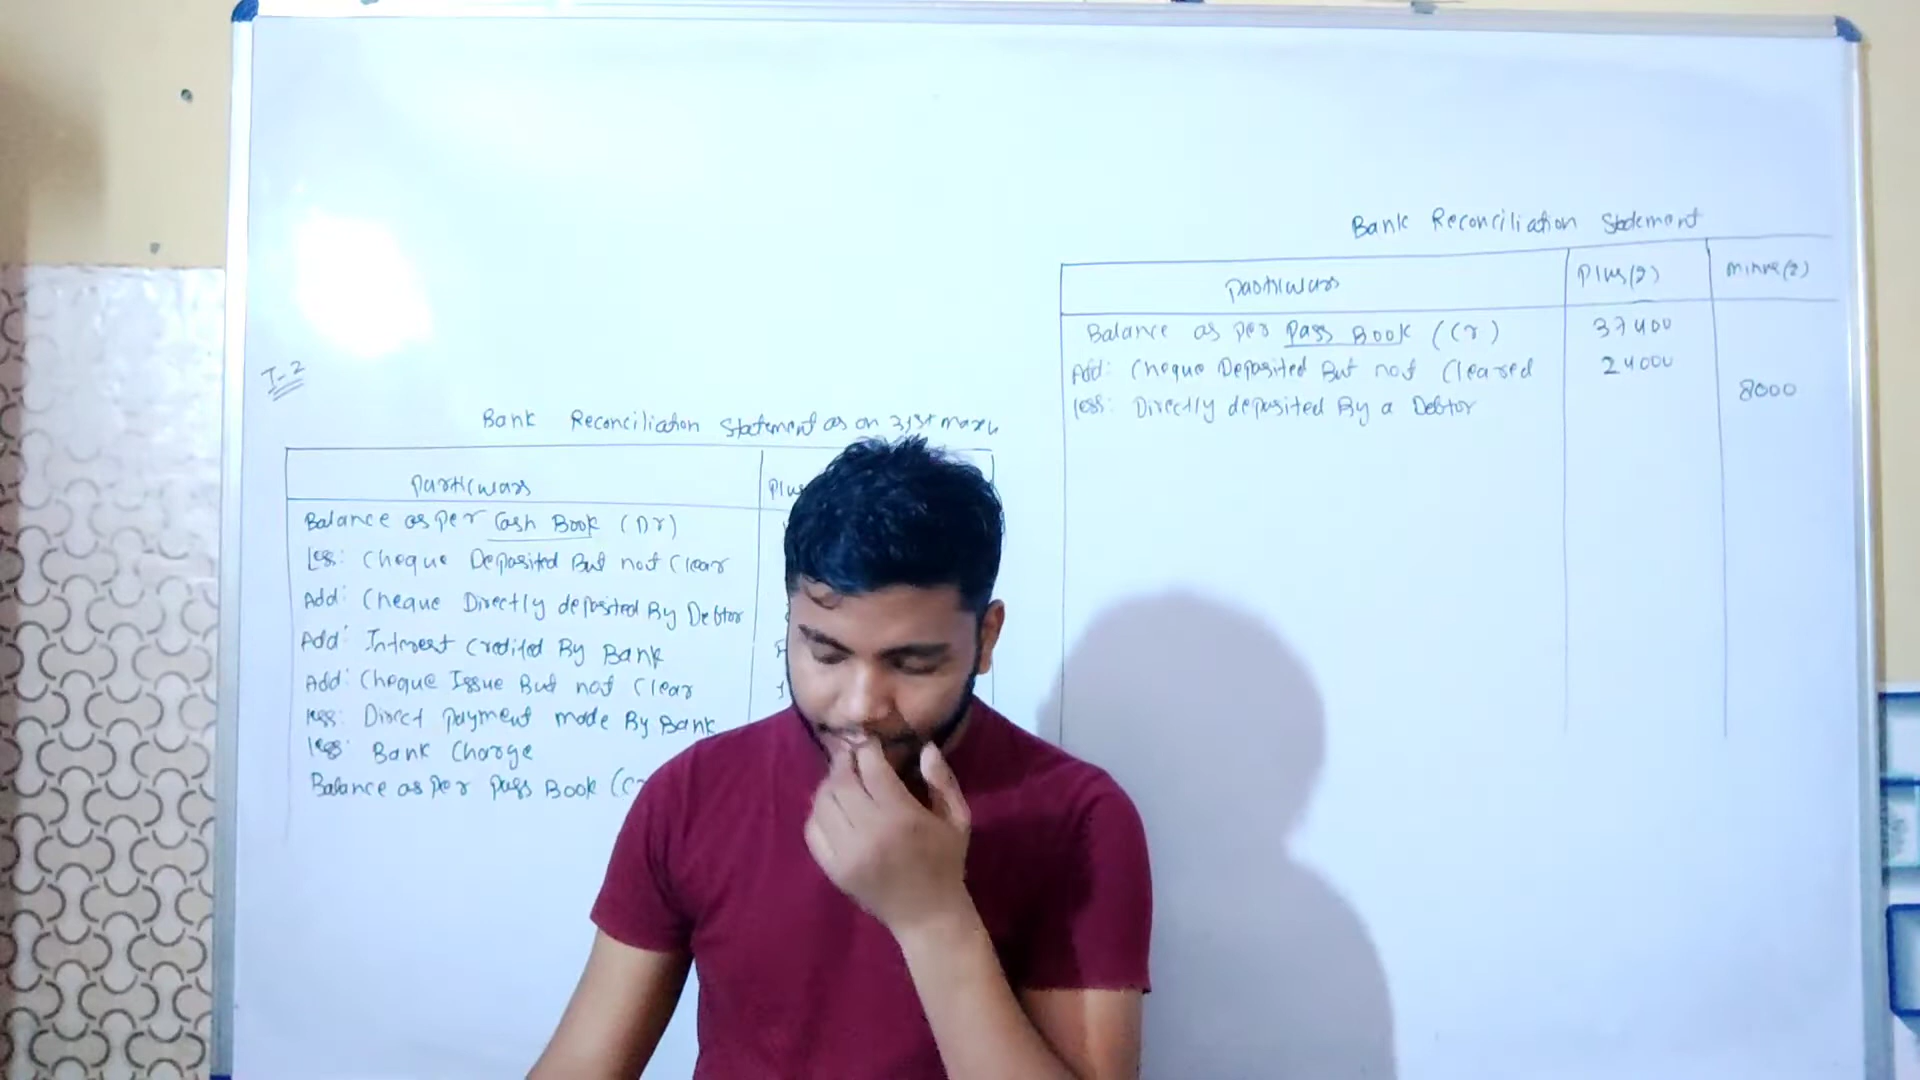 T-2
Bank Reconciliation Statement as on 31st march
Particulars Plus
Balance as per Cash Book (Dr)
Less: Cheque Deposited But not Clear
Add: Cheque Directly deposited By Debtor
Add: Interest Credited By Bank
Add: Cheque Issue But not Clear
less: Direct payment made By Bank
less: Bank Charge
Balance as per pass Book (C
Bank Reconciliation Statement
particulars Plus(₹) minus(₹)
Balance as per Pass Book (Cr) 37400
Add: Cheque Deposited But not Cleared 24000
less: Directly deposited By a Debtor 8000